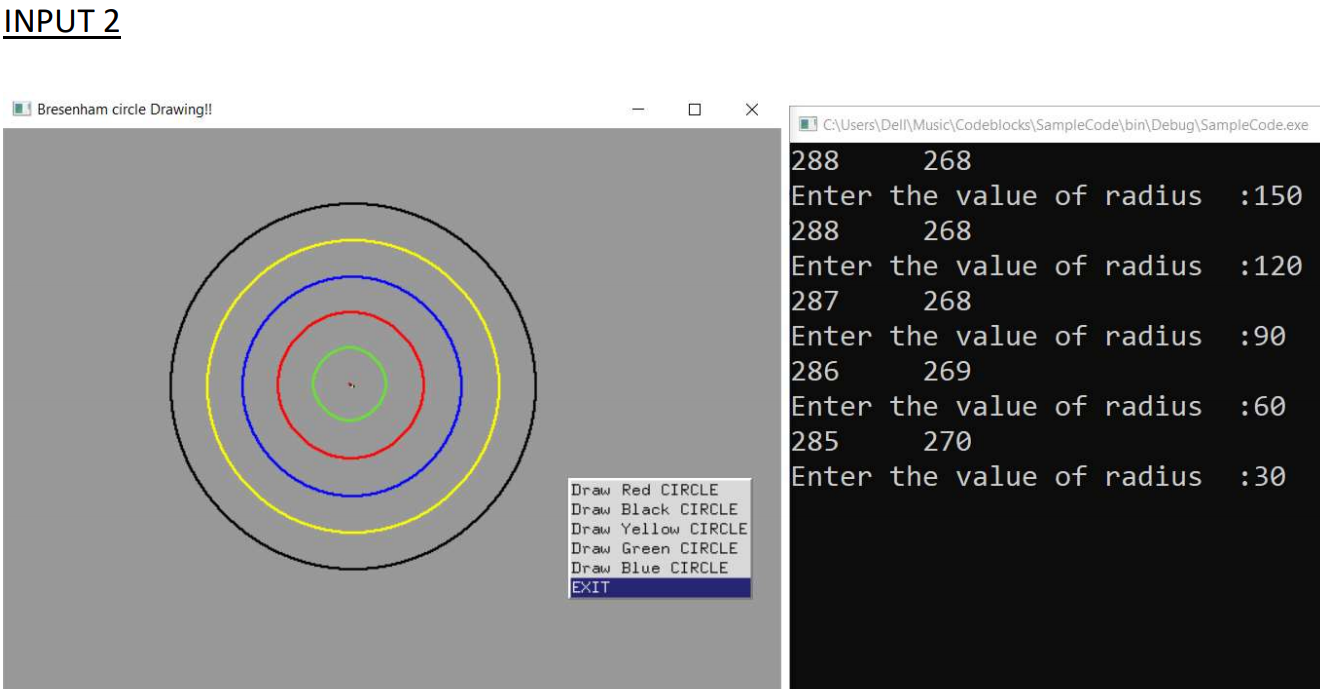 INPUT 2
Bresenham circle Drawing!!
Draw Red CIRCLE
Draw Black CIRCLE
Draw Yellow CIRCLE
Draw Green CIRCLE
Draw Blue CIRCLE
EXIT
C:\Users\Dell\Music\Codeblocks\SampleCode\bin\Debug\SampleCode.exe
288 268
Enter the value of radius :150
288 268
Enter the value of radius :120
287 268
Enter the value of radius :90
286 269
Enter the value of radius :60
285 270
Enter the value of radius :30